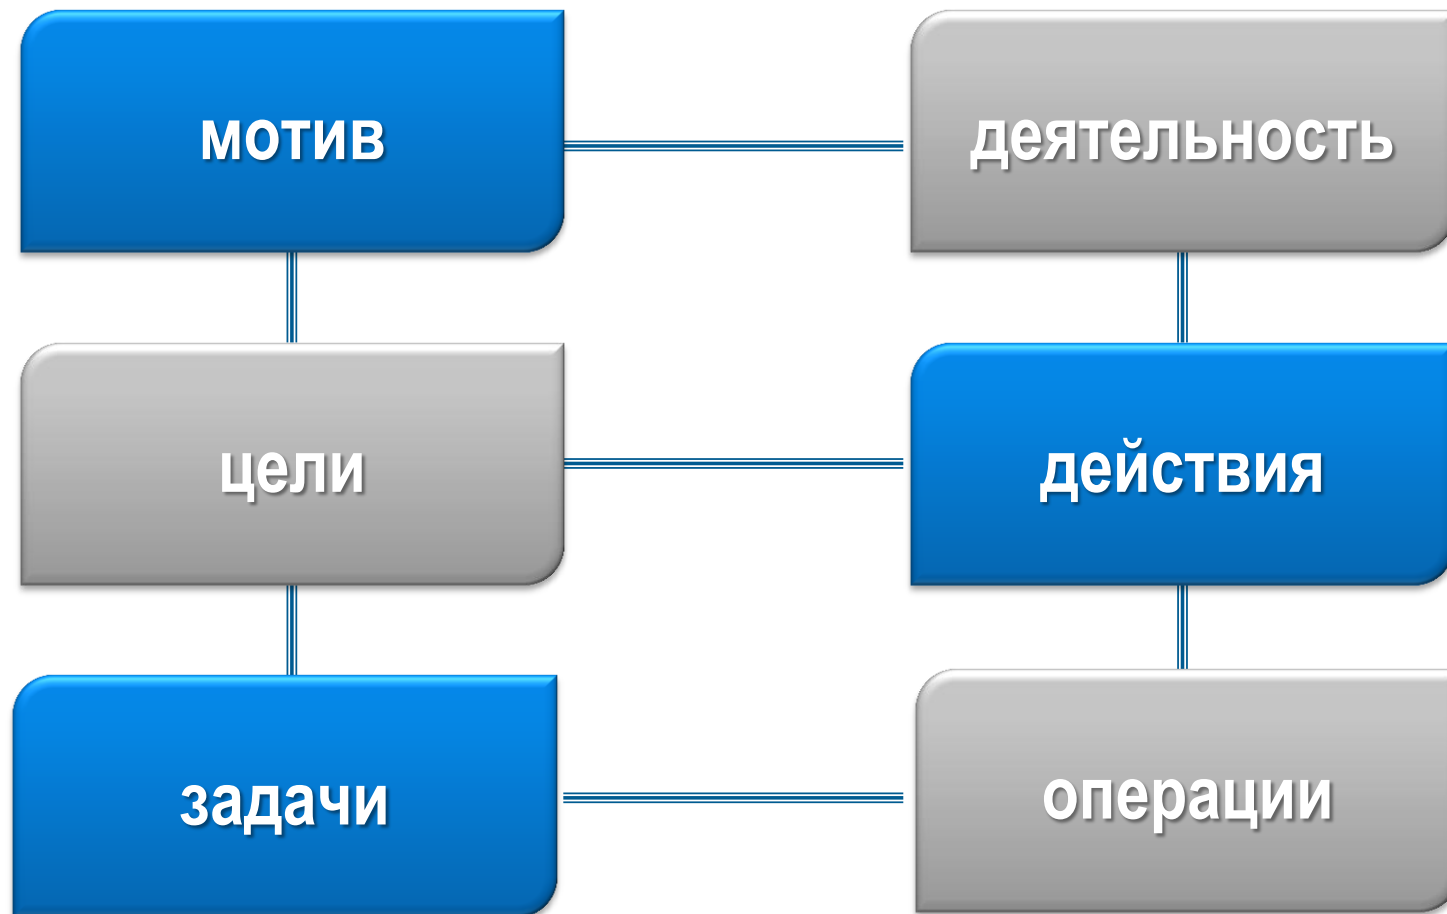 мотив
деятельность
цели
действия
задачи
операции